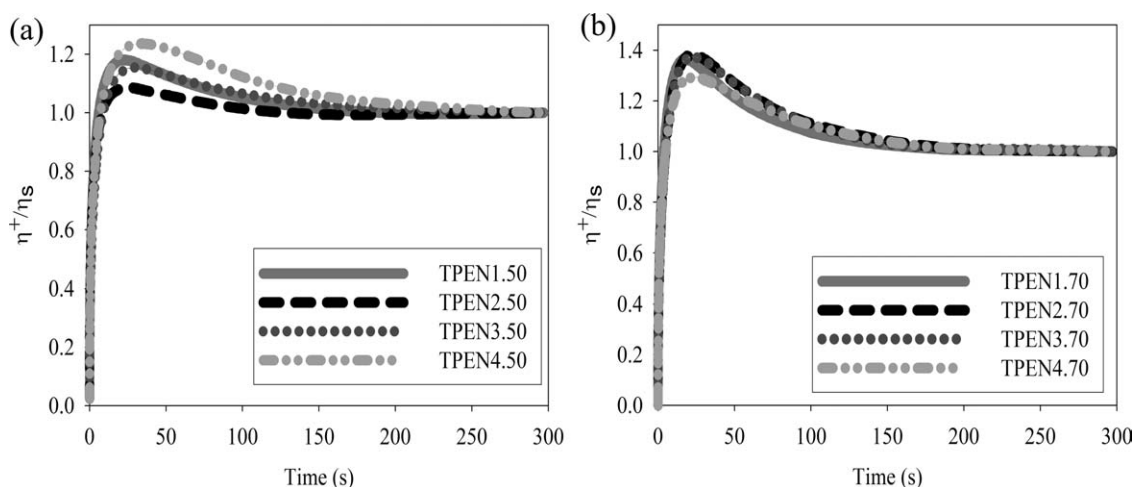 (a)
η⁺/ηs
1.2
1.0
0.8
0.6
0.4
0.2
0.0
TPEN1.50
TPEN2.50
TPEN3.50
TPEN4.50
0 50 100 150 200 250 300
Time (s)
(b)
η⁺/ηs
1.4
1.2
1.0
0.8
0.6
0.4
0.2
0.0
TPEN1.70
TPEN2.70
TPEN3.70
TPEN4.70
0 50 100 150 200 250 300
Time (s)